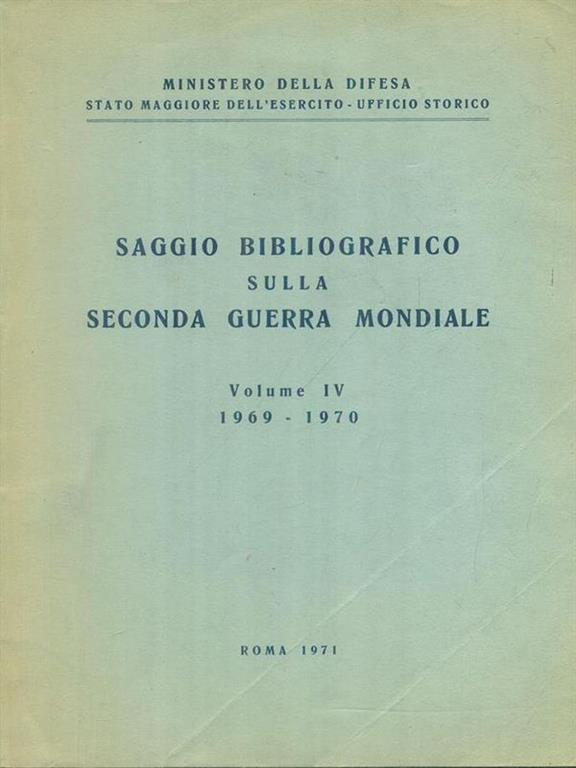 MINISTERO DELLA DIFESA
STATO MAGGIORE DELL'ESERCITO - UFFICIO STORICO
SAGGIO BIBLIOGRAFICO
SULLA
SECONDA GUERRA MONDIALE
Volume IV
1969 - 1970
ROMA 1971